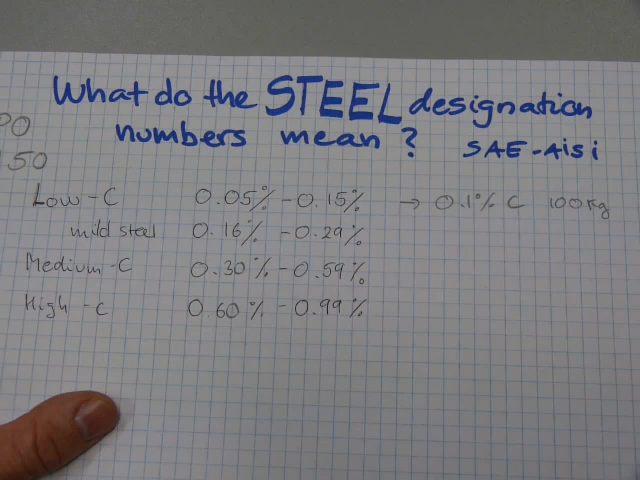 What do the STEEL designation
numbers mean ?
SAE-AiSi
50
Low-C 0.05% - 0.15% → 0.1% C 100kg
mild steel 0.16% - 0.29%
Medium-C 0.30% - 0.59%
High-C 0.60% - 0.99%